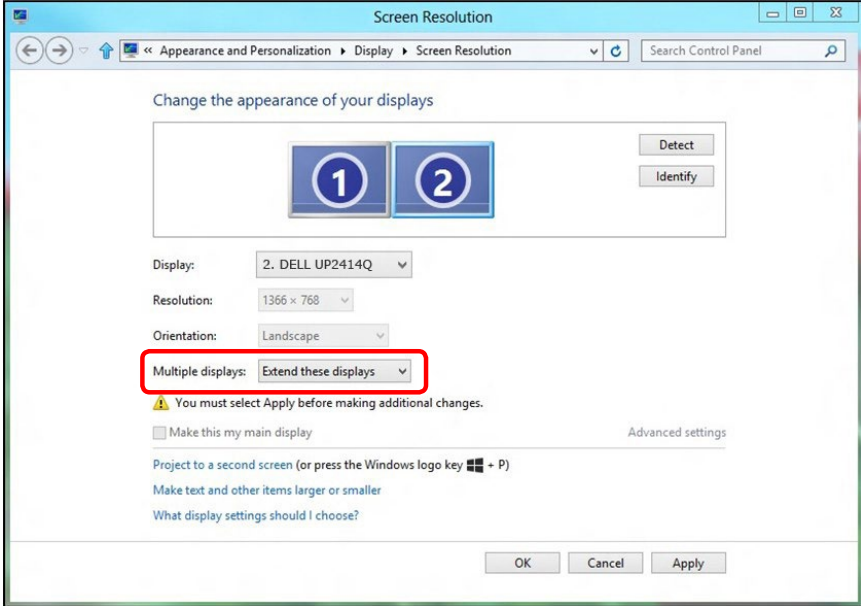 Screen Resolution
« Appearance and Personalization ▸ Display ▸ Screen Resolution Search Control Panel
Change the appearance of your displays
1 2
Detect
Identify
Display: 2. DELL UP2414Q
Resolution: 1366 × 768
Orientation: Landscape
Multiple displays: Extend these displays
You must select Apply before making additional changes.
Make this my main display Advanced settings
Project to a second screen (or press the Windows logo key + P)
Make text and other items larger or smaller
What display settings should I choose?
OK Cancel Apply